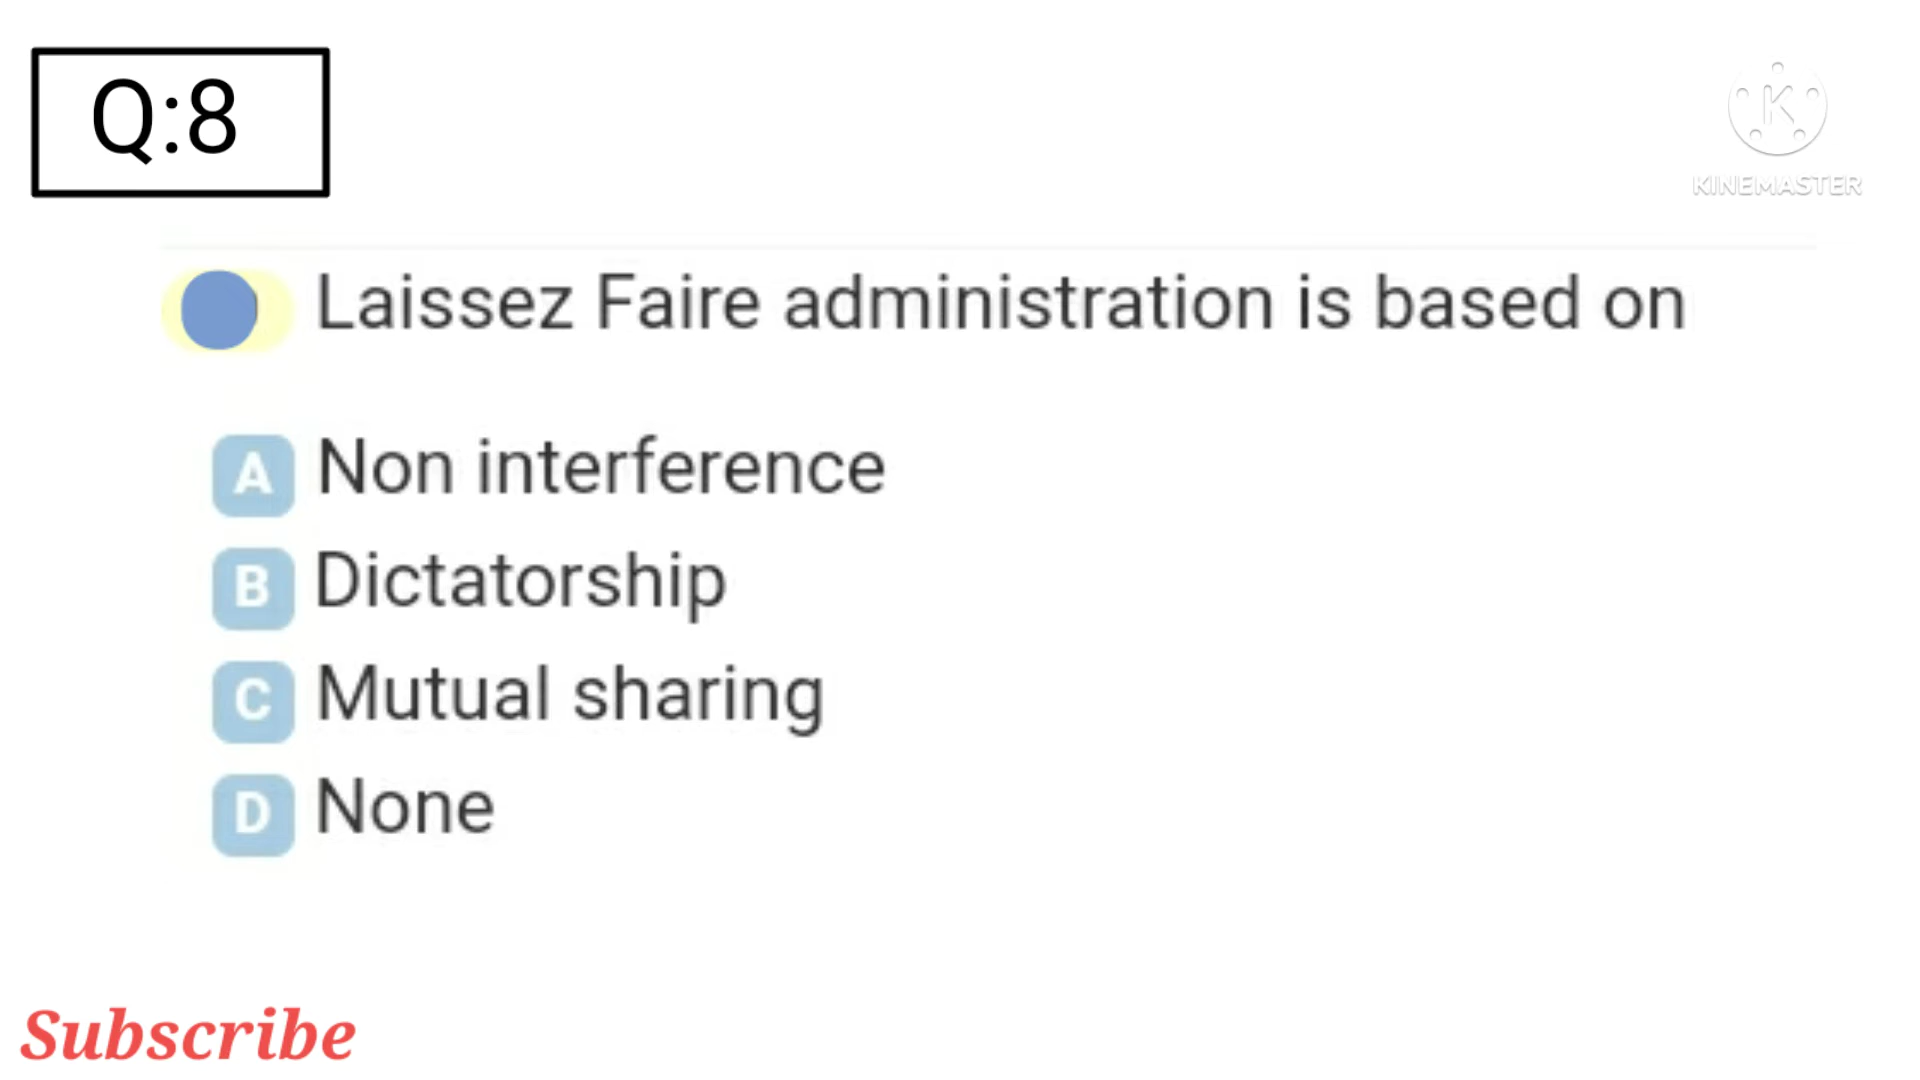 Q:8
K
KINEMASTER
Laissez Faire administration is based on
A Non interference
B Dictatorship
C Mutual sharing
D None
Subscribe